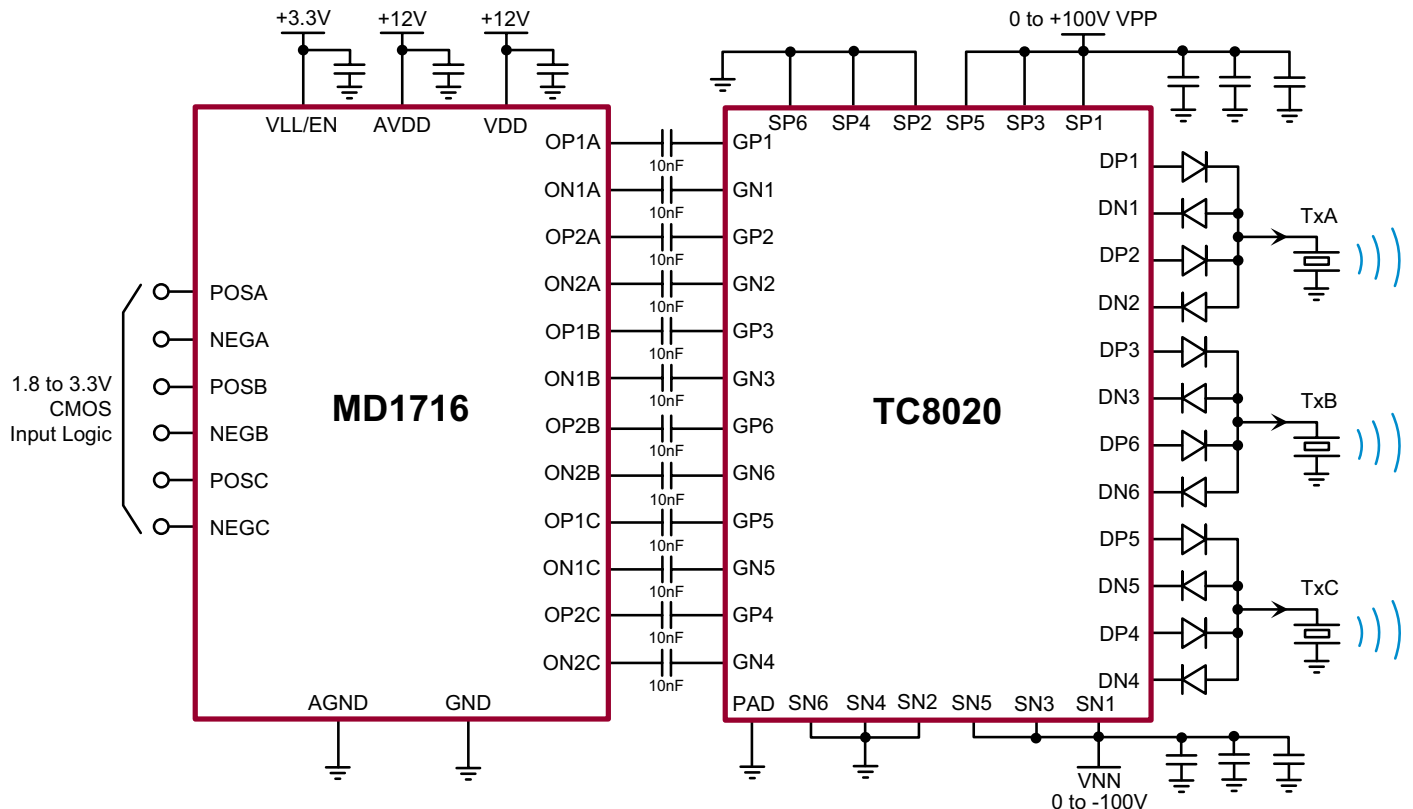 +3.3V
+12V
+12V
0 to +100V VPP
VLL/EN
AVDD
VDD
SP6
SP4
SP2
SP5
SP3
SP1
OP1A
10nF
GP1
ON1A
10nF
GN1
OP2A
10nF
GP2
ON2A
10nF
GN2
OP1B
10nF
GP3
ON1B
10nF
GN3
OP2B
10nF
GP6
ON2B
10nF
GN6
OP1C
10nF
GP5
ON1C
10nF
GN5
OP2C
10nF
GP4
ON2C
10nF
GN4
1.8 to 3.3V
CMOS
Input Logic
POSA
NEGA
POSB
NEGB
POSC
NEGC
MD1716
TC8020
DP1
DN1
DP2
DN2
TxA
DP3
DN3
DP6
DN6
TxB
DP5
DN5
DP4
DN4
TxC
AGND
GND
PAD
SN6
SN4
SN2
SN5
SN3
SN1
VNN
0 to -100V